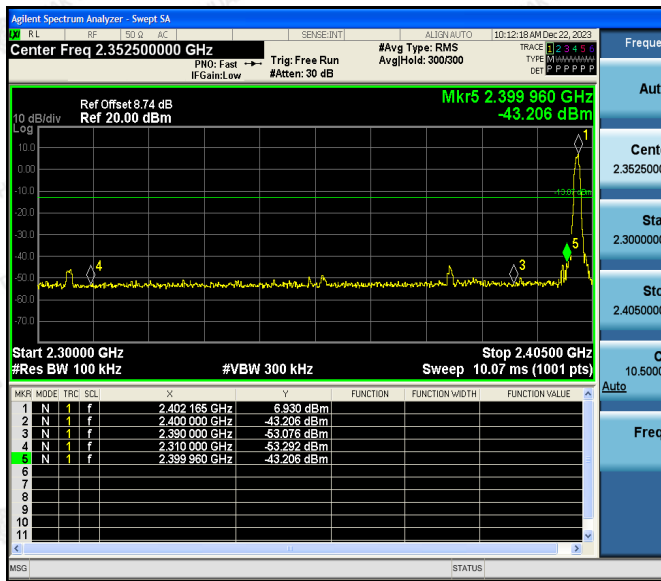 Agilent Spectrum Analyzer - Swept SA
LXI RL RF 50 Ω AC SENSE:INT ALIGN AUTO 10:12:18 AM Dec 22, 2023
Center Freq 2.352500000 GHz #Avg Type: RMS TRACE 1 2 3 4 5 6
PNO: Fast Trig: Free Run Avg|Hold: 300/300 TYPE M
IFGain:Low #Atten: 30 dB DET P P P P P P
Ref Offset 8.74 dB Mkr5 2.399 960 GHz
10 dB/div Ref 20.00 dBm -43.206 dBm
Log
1
10.0
0.00
-10.0
-20.0
-30.0
5
-40.0
4 3
-50.0
-60.0
-70.0
Start 2.30000 GHz Stop 2.40500 GHz
#Res BW 100 kHz #VBW 300 kHz Sweep 10.07 ms (1001 pts)
MKR MODE TRC SCL X Y FUNCTION FUNCTION WIDTH FUNCTION VALUE
1 N 1 f 2.402 165 GHz 6.930 dBm
2 N 1 f 2.400 000 GHz -43.206 dBm
3 N 1 f 2.390 000 GHz -53.076 dBm
4 N 1 f 2.310 000 GHz -53.292 dBm
5 N 1 f 2.399 960 GHz -43.206 dBm
6
7
8
9
10
11
MSG STATUS
Freque
Aut
Cent
2.352500
Sta
2.3000000
Sto
2.405000
10.5000
Auto
Freq